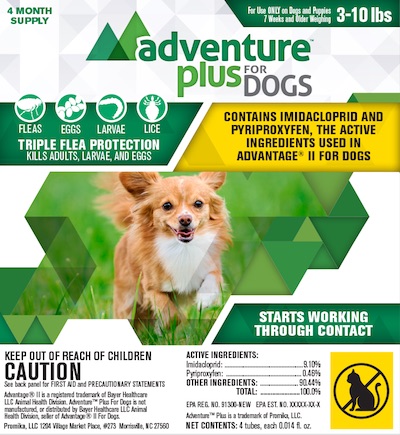 4 MONTH
SUPPLY
For Use ONLY on Dogs and Puppies
7 Weeks and Older Weighing
3-10 lbs
adventure™
plus FOR
DOGS
FLEAS EGGS LARVAE LICE
TRIPLE FLEA PROTECTION
KILLS ADULTS, LARVAE, AND EGGS
CONTAINS IMIDACLOPRID AND
PYRIPROXYFEN, THE ACTIVE
INGREDIENTS USED IN
ADVANTAGE® II FOR DOGS
STARTS WORKING
THROUGH CONTACT
KEEP OUT OF REACH OF CHILDREN
CAUTION
See back panel for FIRST AID and PRECAUTIONARY STATEMENTS
Advantage® II is a registered trademark of Bayer Healthcare
LLC Animal Health Division. Adventure™ Plus For Dogs is not
manufactured, or distributed by Bayer Healthcare LLC Animal
Health Division, seller of Advantage® II For Dogs.
Promika, LLC 1204 Village Market Place, #273 Morrisville, NC 27560
ACTIVE INGREDIENTS:
Imidacloprid: 9.10%
Pyriproxyfen: 0.46%
OTHER INGREDIENTS: 90.44%
TOTAL: 100.0%
EPA REG. NO. 91300-NEW EPA EST. NO. XXXXX-XX-X
Adventure™ Plus is a trademark of Promika, LLC.
NET CONTENTS: 4 tubes, each 0.014 fl. oz.